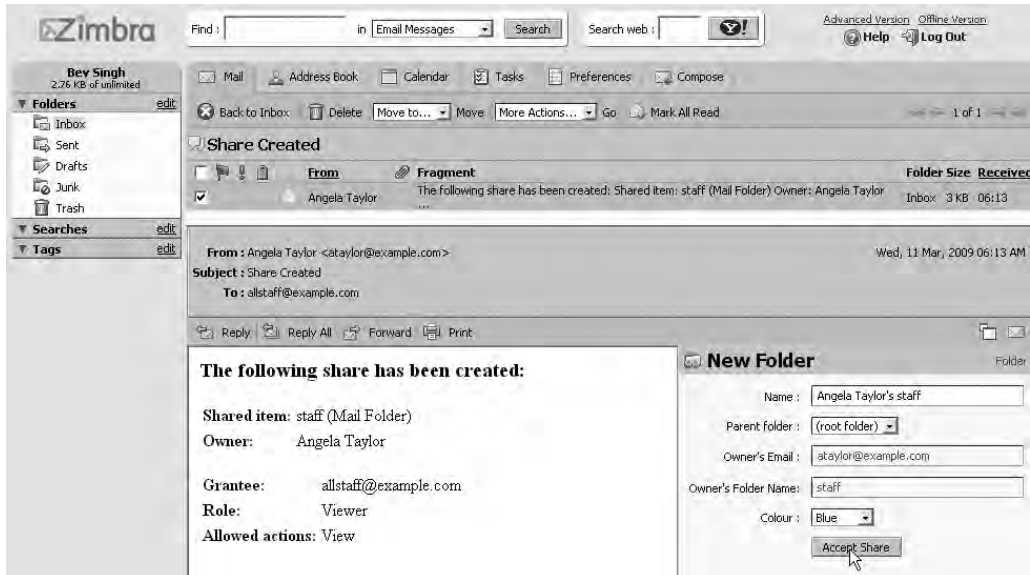 Zimbra
Find :
in Email Messages
Search
Search web :
Y!
Advanced Version Offline Version
Help Log Out
Bev Singh
2.76 KB of unlimited
Folders edit
Inbox
Sent
Drafts
Junk
Trash
Searches edit
Tags edit
Mail Address Book Calendar Tasks Preferences Compose
Back to Inbox Delete Move to... Move More Actions... Go Mark All Read 1 of 1
Share Created
From Fragment Folder Size Received
Angela Taylor The following share has been created: Shared item: staff (Mail Folder) Owner: Angela Taylor ... Inbox 3 KB 06:13
From : Angela Taylor <ataylor@example.com> Wed, 11 Mar, 2009 06:13 AM
Subject : Share Created
To : allstaff@example.com
Reply Reply All Forward Print
The following share has been created:
Shared item: staff (Mail Folder)
Owner: Angela Taylor
Grantee: allstaff@example.com
Role: Viewer
Allowed actions: View
New Folder Folder
Name : Angela Taylor's staff
Parent folder : (root folder)
Owner's Email : ataylor@example.com
Owner's Folder Name: staff
Colour : Blue
Accept Share